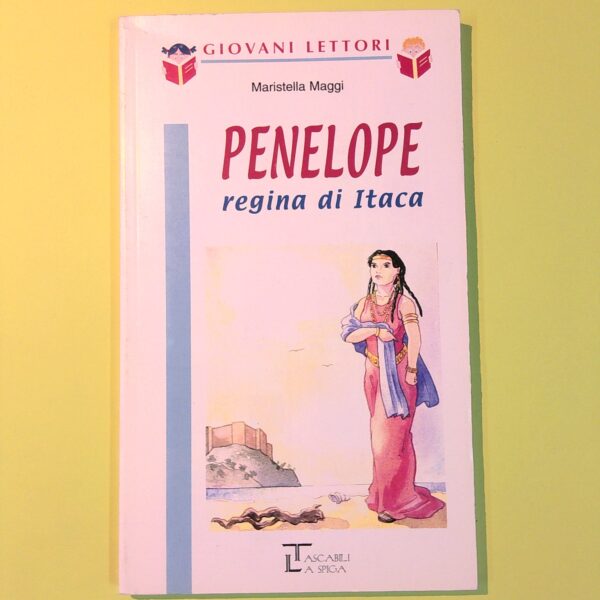 GIOVANI LETTORI
Maristella Maggi
PENELOPE
regina di Itaca
TASCABILI
LA SPIGA